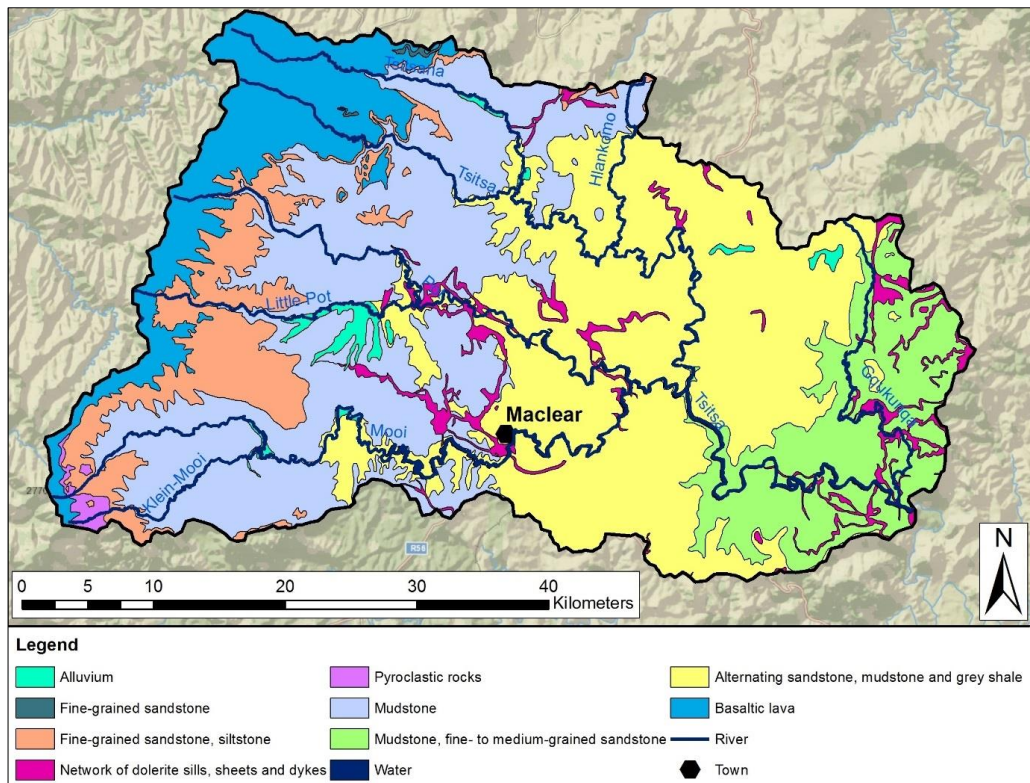 Tsitsana
Hlankomo
Tsitsa
Little Pot
Tsitsa
Gqukunqa
Maclear
Mooi
Klein-Mooi
R56
N
0 5 10 20 30 40
Kilometers
Legend
Alluvium
Pyroclastic rocks
Alternating sandstone, mudstone and grey shale
Fine-grained sandstone
Mudstone
Basaltic lava
Fine-grained sandstone, siltstone
Mudstone, fine- to medium-grained sandstone
River
Network of dolerite sills, sheets and dykes
Water
Town